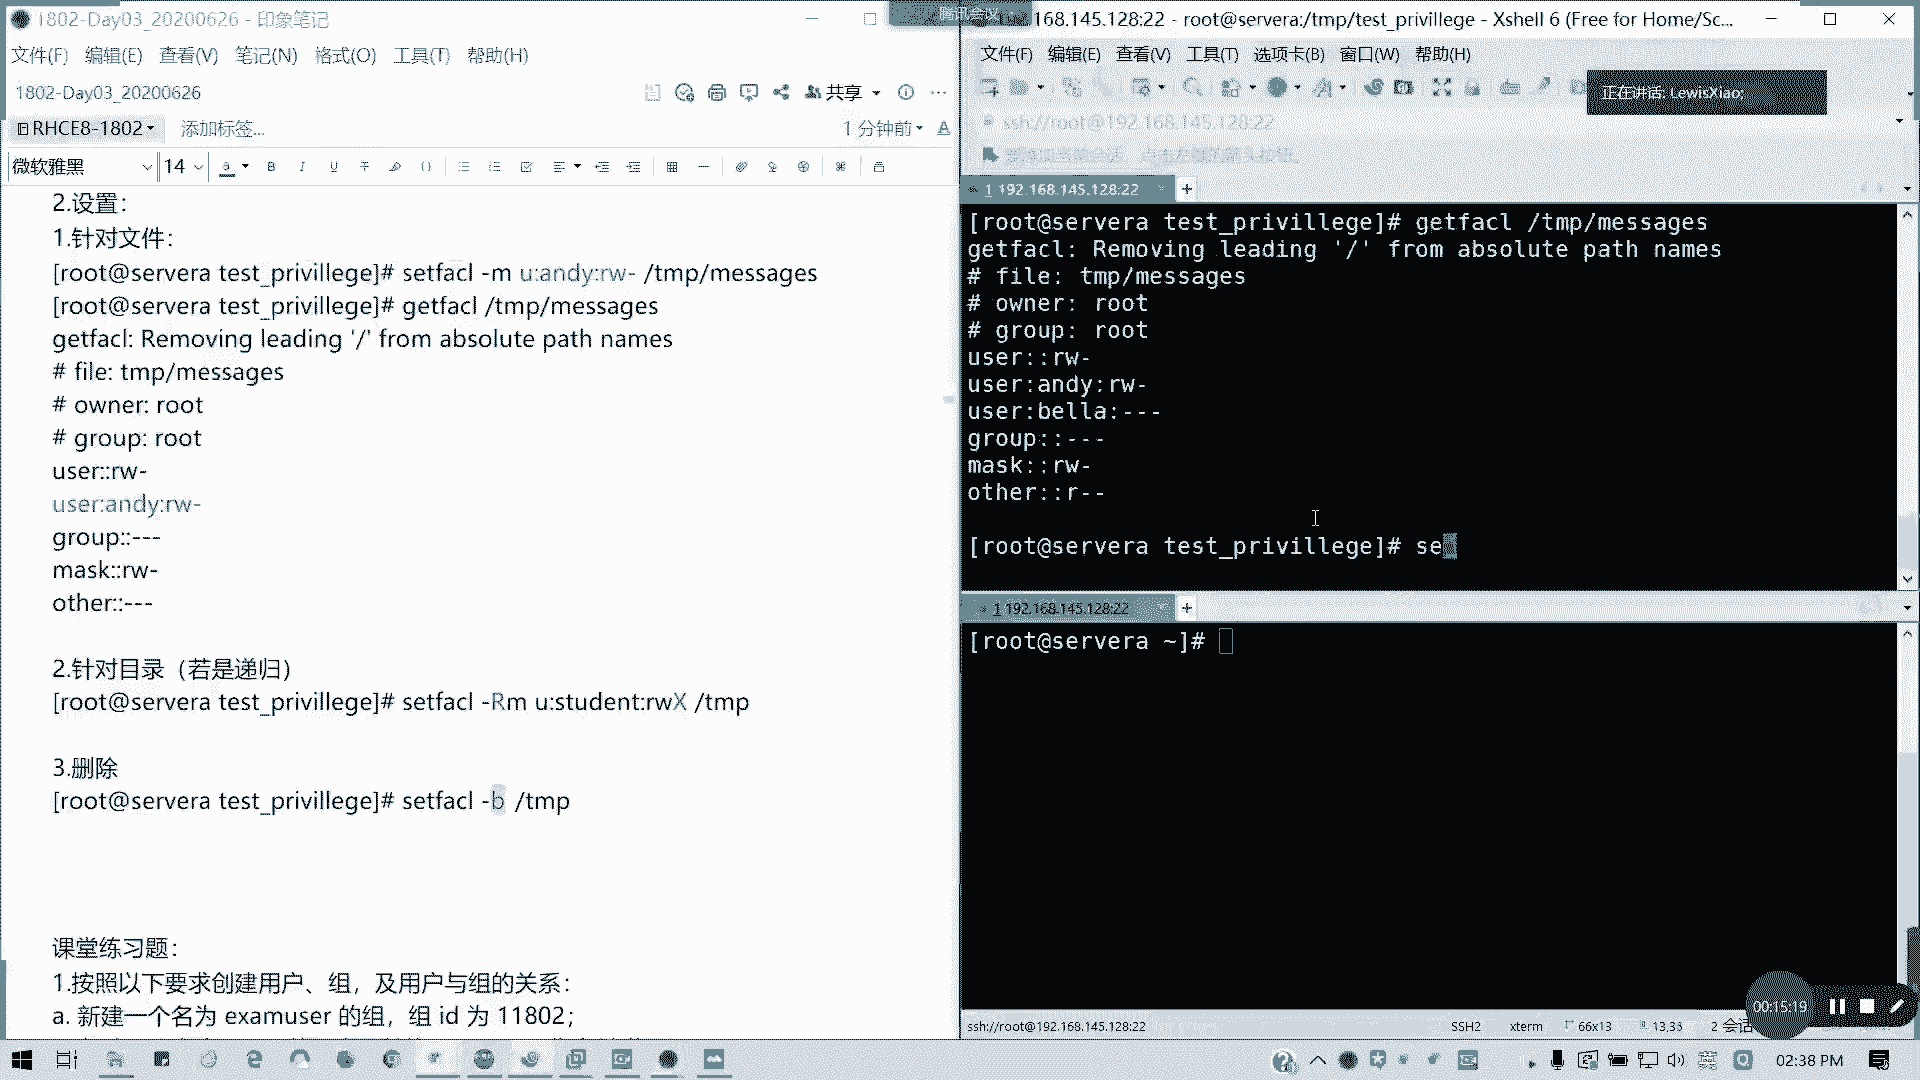 1802-Day03_20200626 - 印象笔记
文件(F) 编辑(E) 查看(V) 笔记(N) 格式(O) 工具(T) 帮助(H)
1802-Day03_20200626
共享
RHCE8-1802 添加标签...
1 分钟前
微软雅黑 14
2.设置：
1.针对文件：
[root@servera test_privillege]# setfacl -m u:andy:rw- /tmp/messages
[root@servera test_privillege]# getfacl /tmp/messages
getfacl: Removing leading '/' from absolute path names
# file: tmp/messages
# owner: root
# group: root
user::rw-
user:andy:rw-
group::---
mask::rw-
other::---
2.针对目录（若是递归）
[root@servera test_privillege]# setfacl -Rm u:student:rwX /tmp
3.删除
[root@servera test_privillege]# setfacl -b /tmp
课堂练习题：
1.按照以下要求创建用户、组，及用户与组的关系：
a. 新建一个名为 examuser 的组，组 id 为 11802；
腾讯会议
168.145.128:22 - root@servera:/tmp/test_privillege - Xshell 6 (Free for Home/Sc...
文件(F) 编辑(E) 查看(V) 工具(T) 选项卡(B) 窗口(W) 帮助(H)
正在讲话: LewisXiao;
ssh://root@192.168.145.128:22
1 192.168.145.128:22
[root@servera test_privillege]# getfacl /tmp/messages
getfacl: Removing leading '/' from absolute path names
# file: tmp/messages
# owner: root
# group: root
user::rw-
user:andy:rw-
user:bella:---
group::---
mask::rw-
other::r--
[root@servera test_privillege]# se
1 192.168.145.128:22
[root@servera ~]#
00:15:19
ssh://root@192.168.145.128:22 SSH2 xterm 66x13 13,33 2 会话
02:38 PM